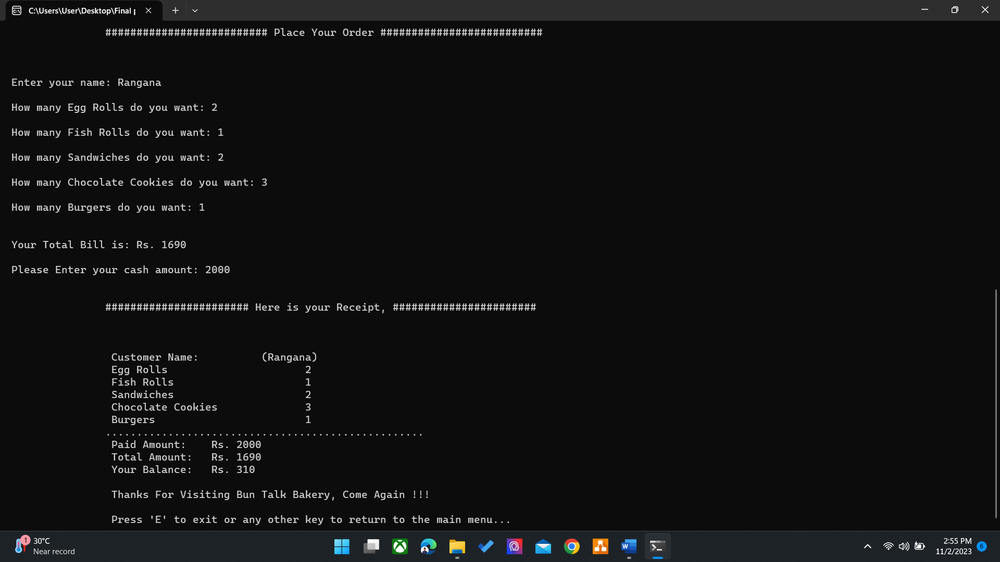 C:\Users\User\Desktop\Final p
########################## Place Your Order ##########################
Enter your name: Rangana
How many Egg Rolls do you want: 2
How many Fish Rolls do you want: 1
How many Sandwiches do you want: 2
How many Chocolate Cookies do you want: 3
How many Burgers do you want: 1
Your Total Bill is: Rs. 1690
Please Enter your cash amount: 2000
####################### Here is your Receipt, #######################
Customer Name: (Rangana)
Egg Rolls 2
Fish Rolls 1
Sandwiches 2
Chocolate Cookies 3
Burgers 1
...................................................
Paid Amount: Rs. 2000
Total Amount: Rs. 1690
Your Balance: Rs. 310
Thanks For Visiting Bun Talk Bakery, Come Again !!!
Press 'E' to exit or any other key to return to the main menu...
1
30°C
Near record
W
2:55 PM
11/2/2023
6